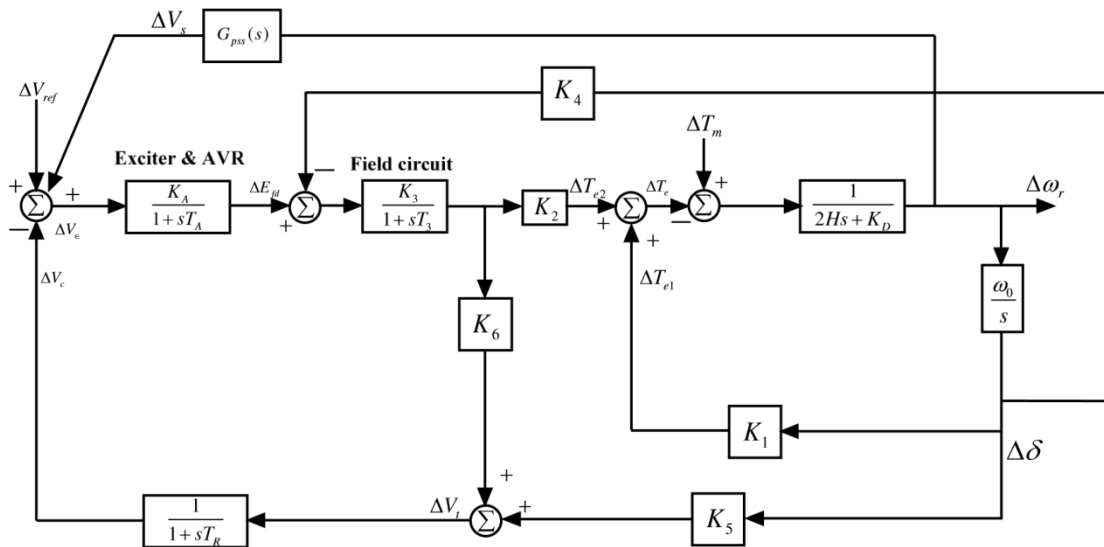 ΔV_s
G_pss(s)
ΔV_ref
K_4
ΔT_m
Exciter & AVR
Field circuit
+
+
Σ
ΔV_∈
K_A
1+sT_A
ΔE_fd
−
+
Σ
K_3
1+sT_3
K_2
ΔT_e2
+
Σ
+
ΔT_e
−
+
Σ
1
2Hs+K_D
Δω_r
−
ΔV_c
ΔT_e1
ω_0
s
K_6
K_1
Δδ
+
+
Σ
ΔV_t
1
1+sT_R
K_5